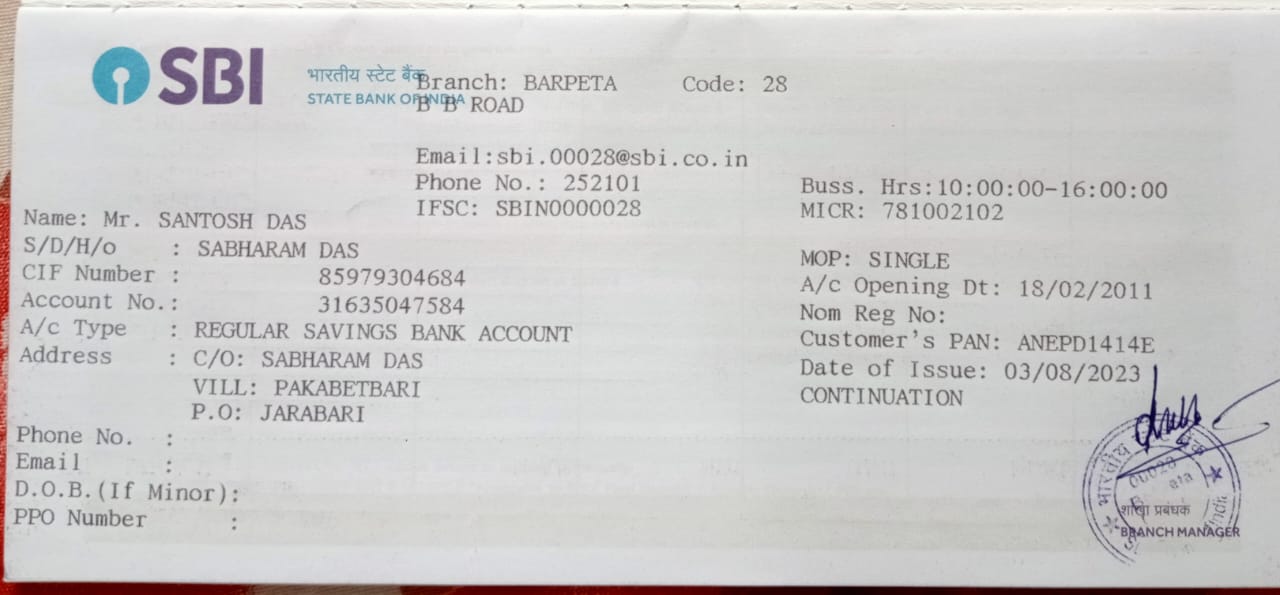 SBI
भारतीय स्टेट बैंक
STATE BANK OF INDIA
Branch: BARPETA Code: 28
B B ROAD
Email:sbi.00028@sbi.co.in
Phone No.: 252101
IFSC: SBIN0000028
Buss. Hrs:10:00:00-16:00:00
MICR: 781002102
Name: Mr. SANTOSH DAS
S/D/H/o : SABHARAM DAS
CIF Number : 85979304684
Account No.: 31635047584
A/c Type : REGULAR SAVINGS BANK ACCOUNT
Address : C/O: SABHARAM DAS
VILL: PAKABETBARI
P.O: JARABARI
Phone No. :
Email :
D.O.B.(If Minor):
PPO Number :
MOP: SINGLE
A/c Opening Dt: 18/02/2011
Nom Reg No:
Customer's PAN: ANEPD1414E
Date of Issue: 03/08/2023
CONTINUATION
भारतीय
00028
शाखा प्रबंधक
BRANCH MANAGER